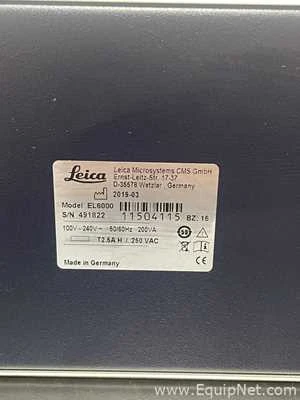 Leica
Leica Microsystems CMS GmbH
Ernst-Leitz-Str. 17-37
D-35578 Wetzlar, Germany
2015-03
Model EL6000
S/N 491822 11504115 BZ: 16
100V - 240V~ 50/60Hz 200VA
T2.5A H / 250 VAC
Made in Germany
www.EquipNet.com